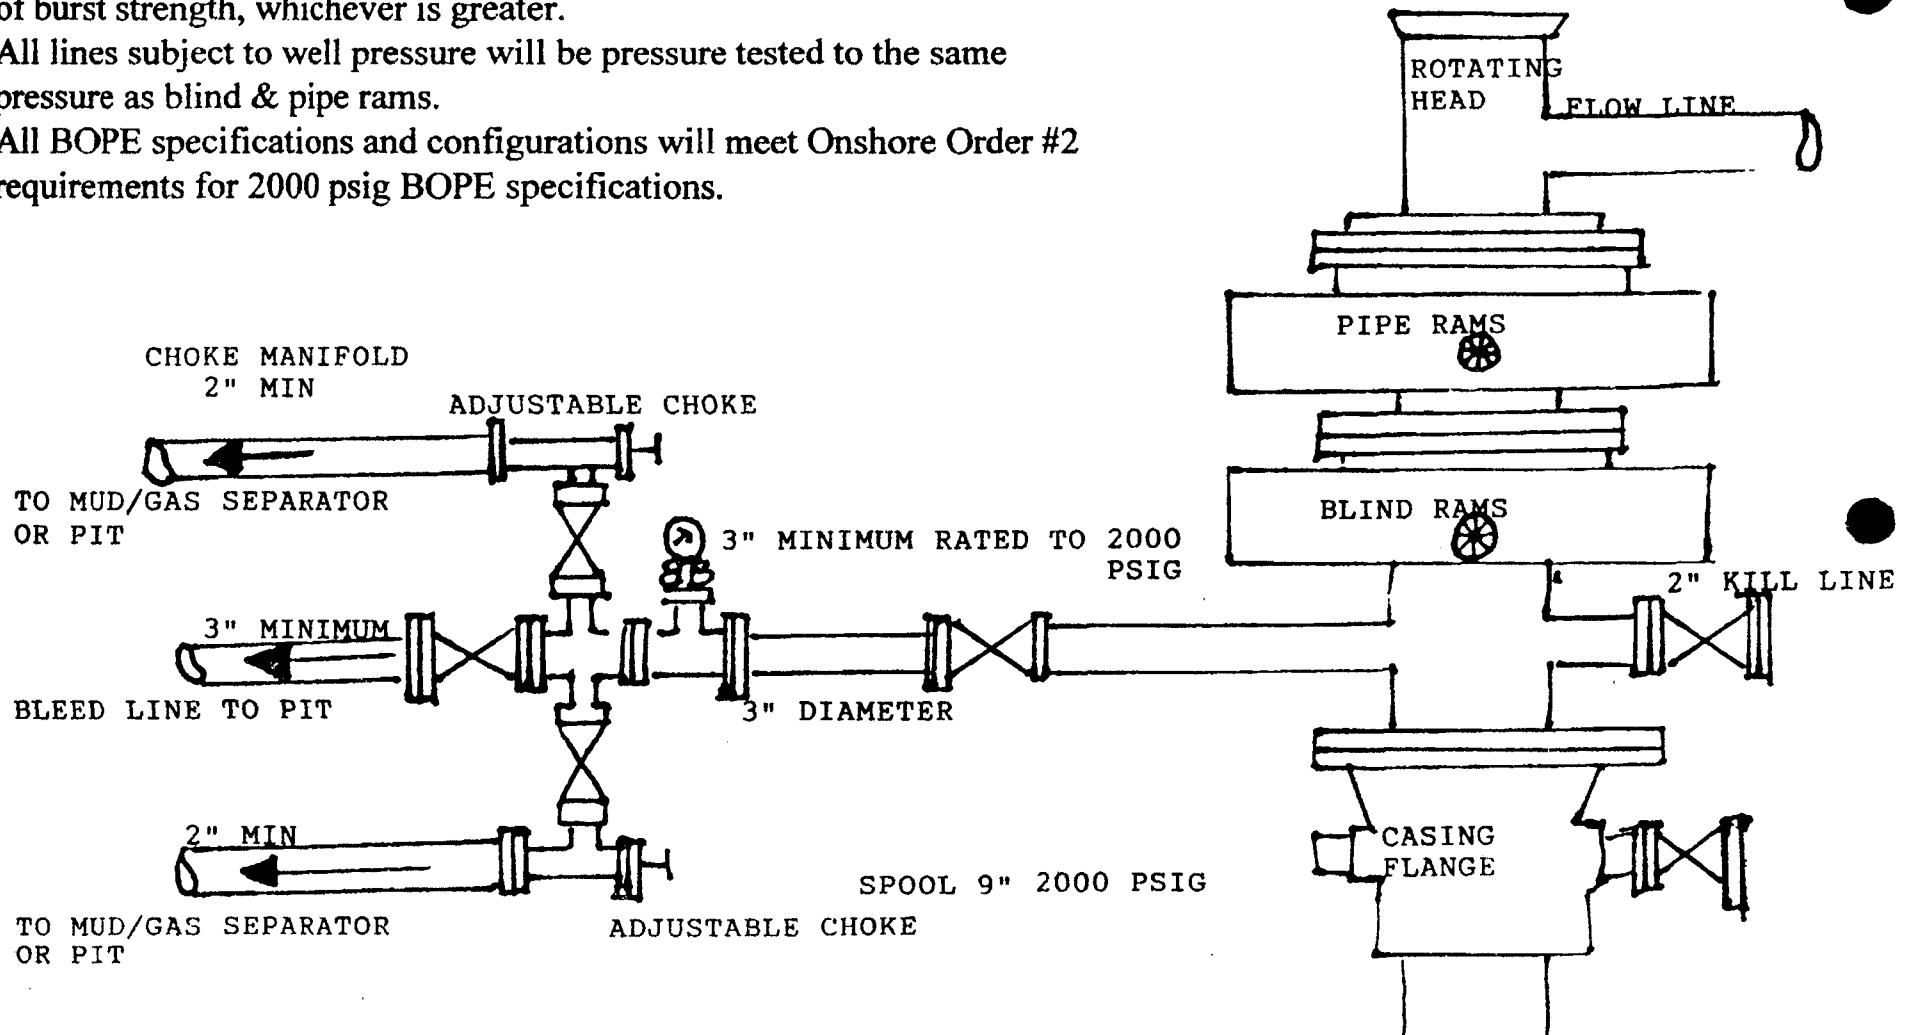 of burst strength, whichever is greater.
All lines subject to well pressure will be pressure tested to the same
pressure as blind & pipe rams.
All BOPE specifications and configurations will meet Onshore Order #2
requirements for 2000 psig BOPE specifications.
ROTATING
HEAD
FLOW LINE
PIPE RAMS
CHOKE MANIFOLD
2" MIN
ADJUSTABLE CHOKE
TO MUD/GAS SEPARATOR
OR PIT
BLIND RAMS
3" MINIMUM RATED TO 2000
PSIG
2" KILL LINE
3" MINIMUM
BLEED LINE TO PIT
3" DIAMETER
2" MIN
CASING
FLANGE
SPOOL 9" 2000 PSIG
TO MUD/GAS SEPARATOR
OR PIT
ADJUSTABLE CHOKE